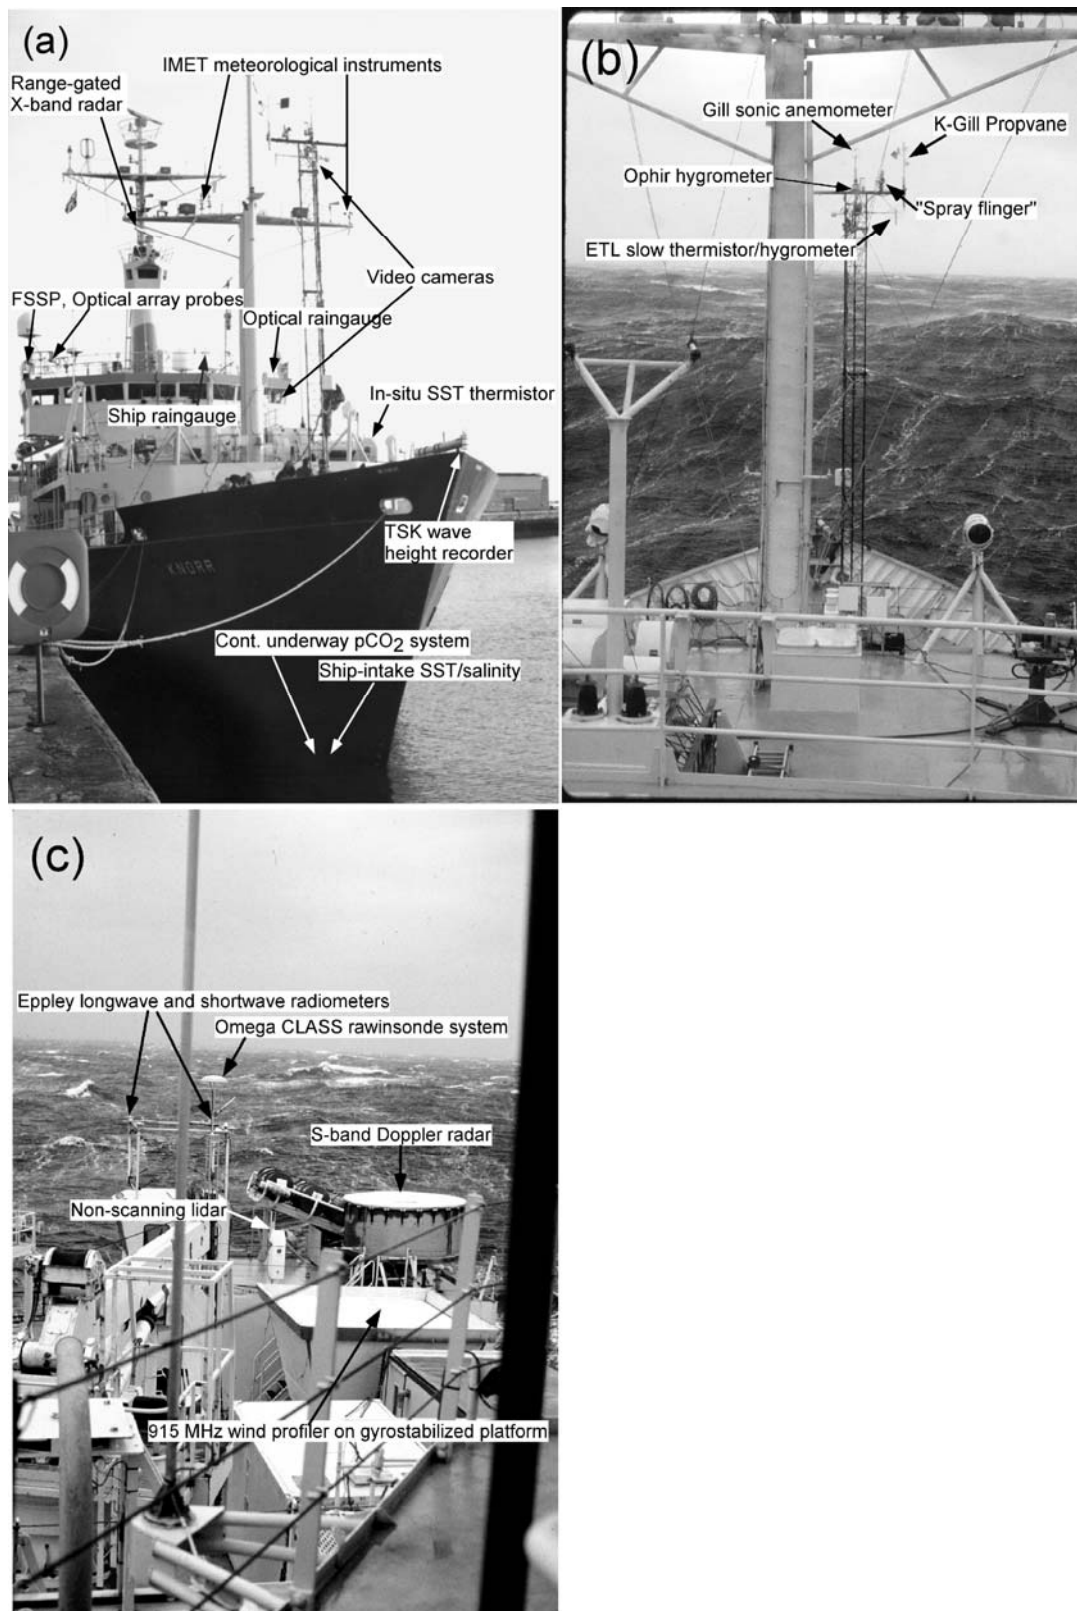 (a)
IMET meteorological instruments
Range-gated
X-band radar
Video cameras
FSSP, Optical array probes
Optical raingauge
In-situ SST thermistor
Ship raingauge
TSK wave
height recorder
KNORR
Cont. underway pCO2 system
Ship-intake SST/salinity
(b)
Gill sonic anemometer
K-Gill Propvane
Ophir hygrometer
"Spray flinger"
ETL slow thermistor/hygrometer
(c)
Eppley longwave and shortwave radiometers
Omega CLASS rawinsonde system
S-band Doppler radar
Non-scanning lidar
915 MHz wind profiler on gyrostabilized platform